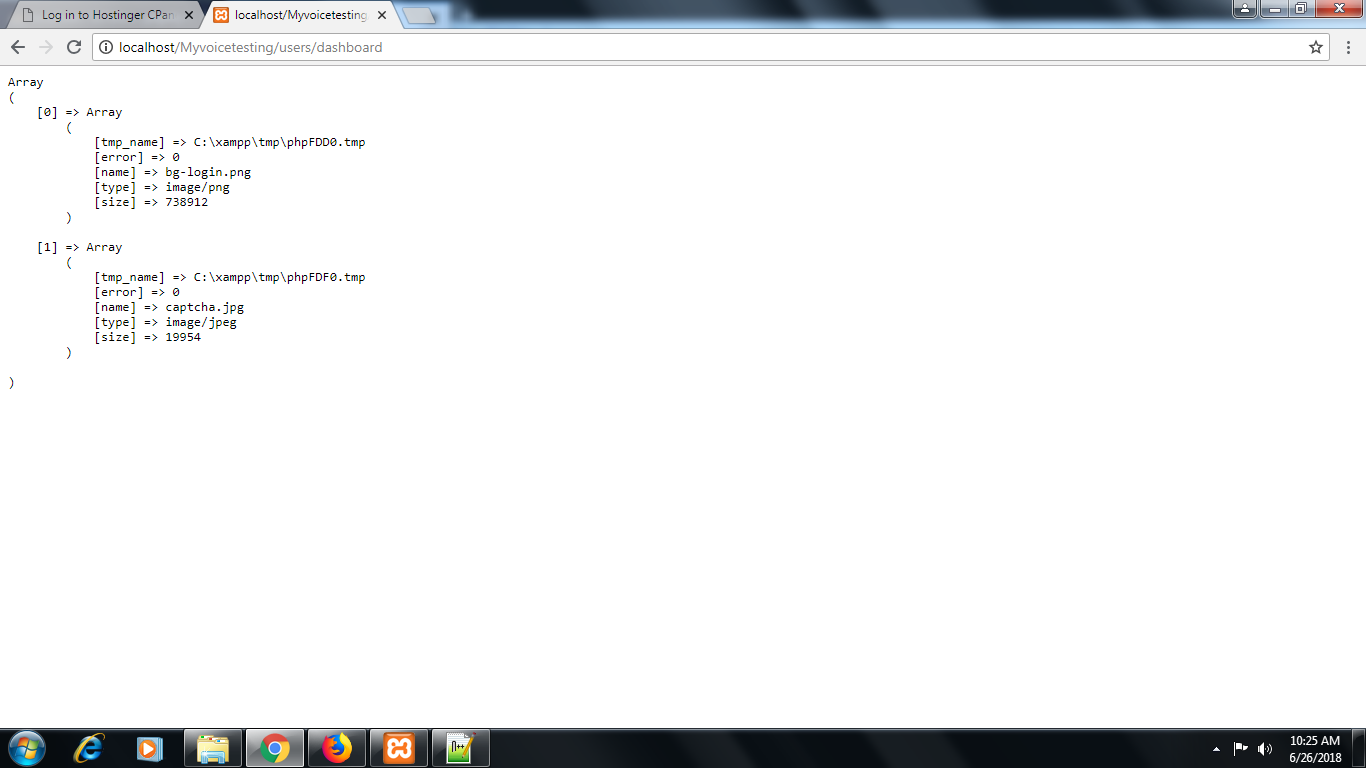 Log in to Hostinger CPan
localhost/Myvoicetesting
localhost/Myvoicetesting/users/dashboard
Array
(
[0] => Array
(
[tmp_name] => C:\xampp\tmp\phpFDD0.tmp
[error] => 0
[name] => bg-login.png
[type] => image/png
[size] => 738912
)
[1] => Array
(
[tmp_name] => C:\xampp\tmp\phpFDF0.tmp
[error] => 0
[name] => captcha.jpg
[type] => image/jpeg
[size] => 19954
)
)
10:25 AM
6/26/2018